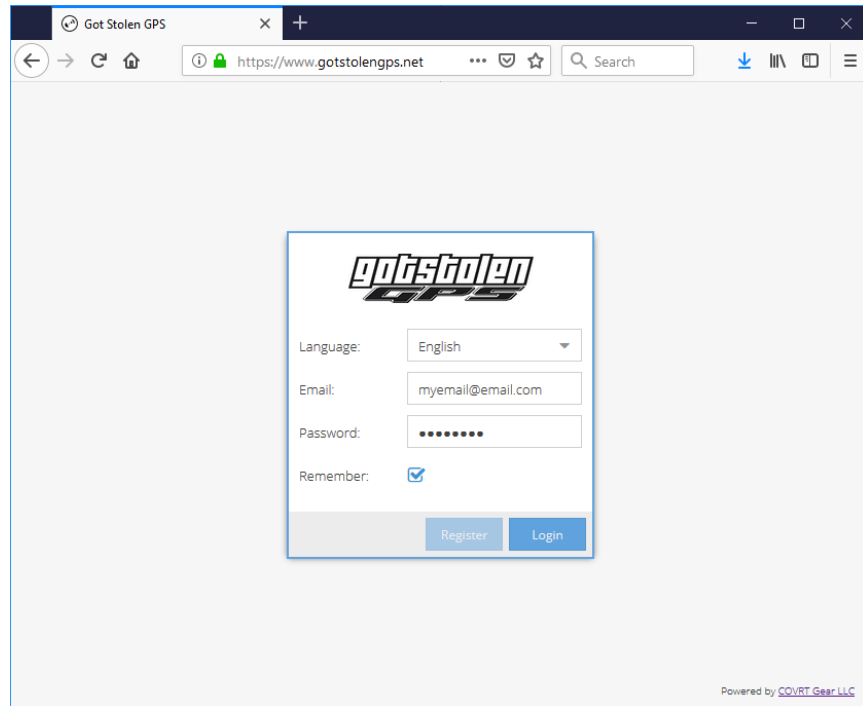 Got Stolen GPS
https://www.gotstolengps.net
Search
gotstolen
GPS
Language: English
Email: myemail@email.com
Password: ●●●●●●●●
Remember:
Register Login
Powered by COVRT Gear LLC